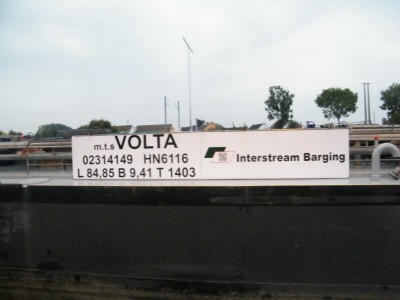 m.t.s VOLTA
02314149 HN6116
L 84,85 B 9,41 T 1403
Interstream Barging